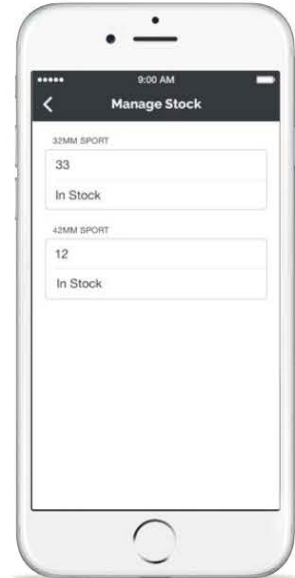 9:00 AM
Manage Stock
32MM SPORT
33
In Stock
42MM SPORT
12
In Stock